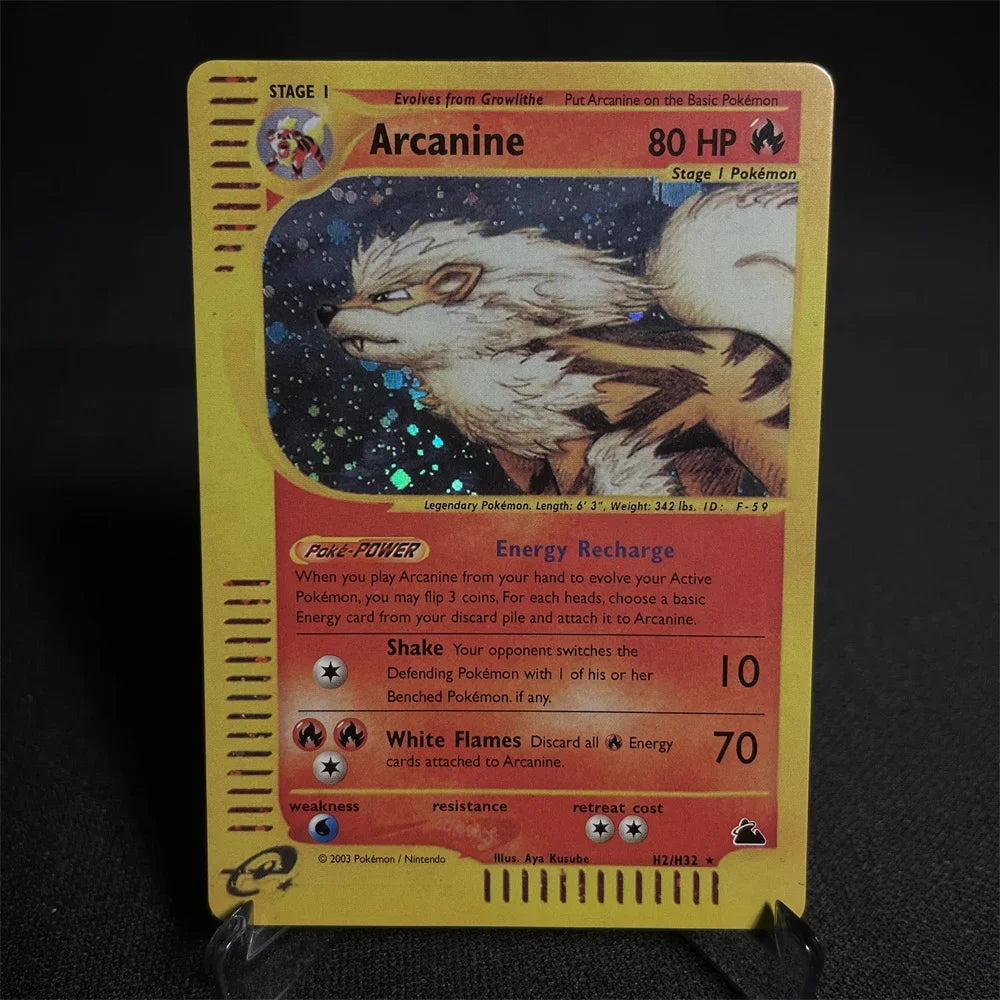 STAGE 1
Evolves from Growlithe Put Arcanine on the Basic Pokémon
Arcanine 80 HP
Stage 1 Pokémon
Legendary Pokémon. Length: 6' 3", Weight: 342 lbs. ID: F-59
Poké-POWER Energy Recharge
When you play Arcanine from your hand to evolve your Active
Pokémon, you may flip 3 coins, For each heads, choose a basic
Energy card from your discard pile and attach it to Arcanine.
Shake Your opponent switches the
Defending Pokémon with 1 of his or her
Benched Pokémon. if any.
10
White Flames Discard all Energy
cards attached to Arcanine.
70
weakness resistance retreat cost
© 2003 Pokémon / Nintendo Illus. Aya Kusube H2/H32
e